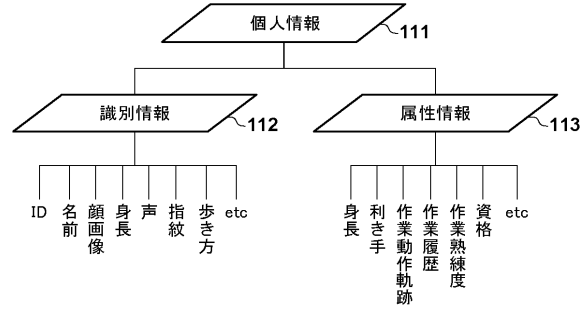 個人情報
111
識別情報
112
属性情報
113
ID
名前
顔画像
身長
声
指紋
歩き方
etc
身長
利き手
作業動作軌跡
作業履歴
作業熟練度
資格
etc